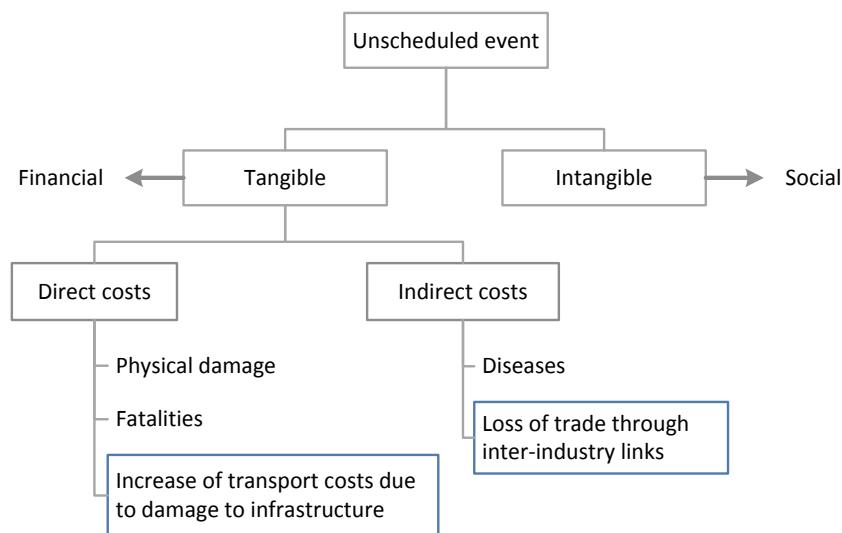 Unscheduled event
Financial
Tangible
Intangible
Social
Direct costs
Indirect costs
Physical damage
Diseases
Fatalities
Loss of trade through
inter-industry links
Increase of transport costs due
to damage to infrastructure